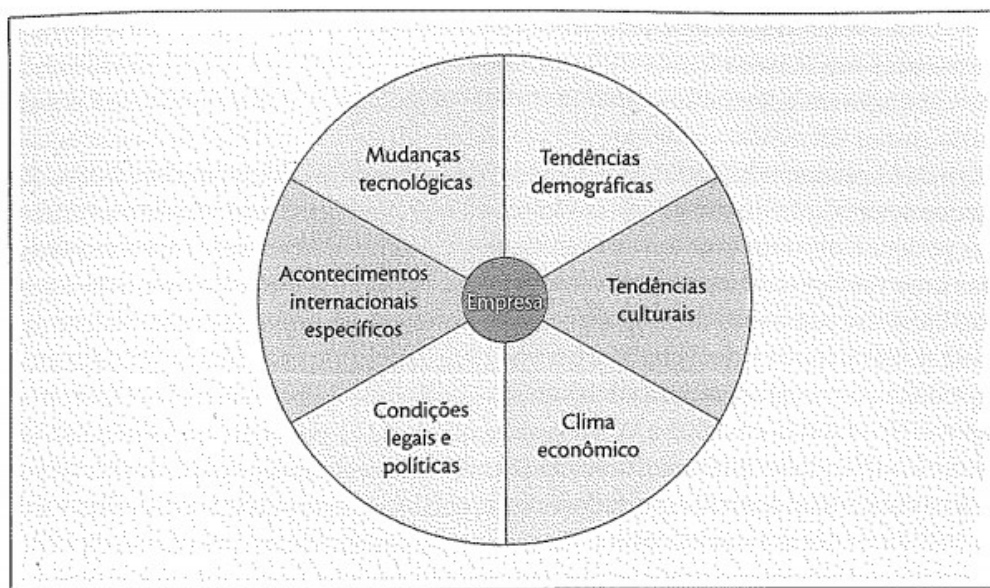 Mudanças
tecnológicas
Tendências
demográficas
Acontecimentos
internacionais
específicos
Empresa
Tendências
culturais
Condições
legais e
políticas
Clima
econômico